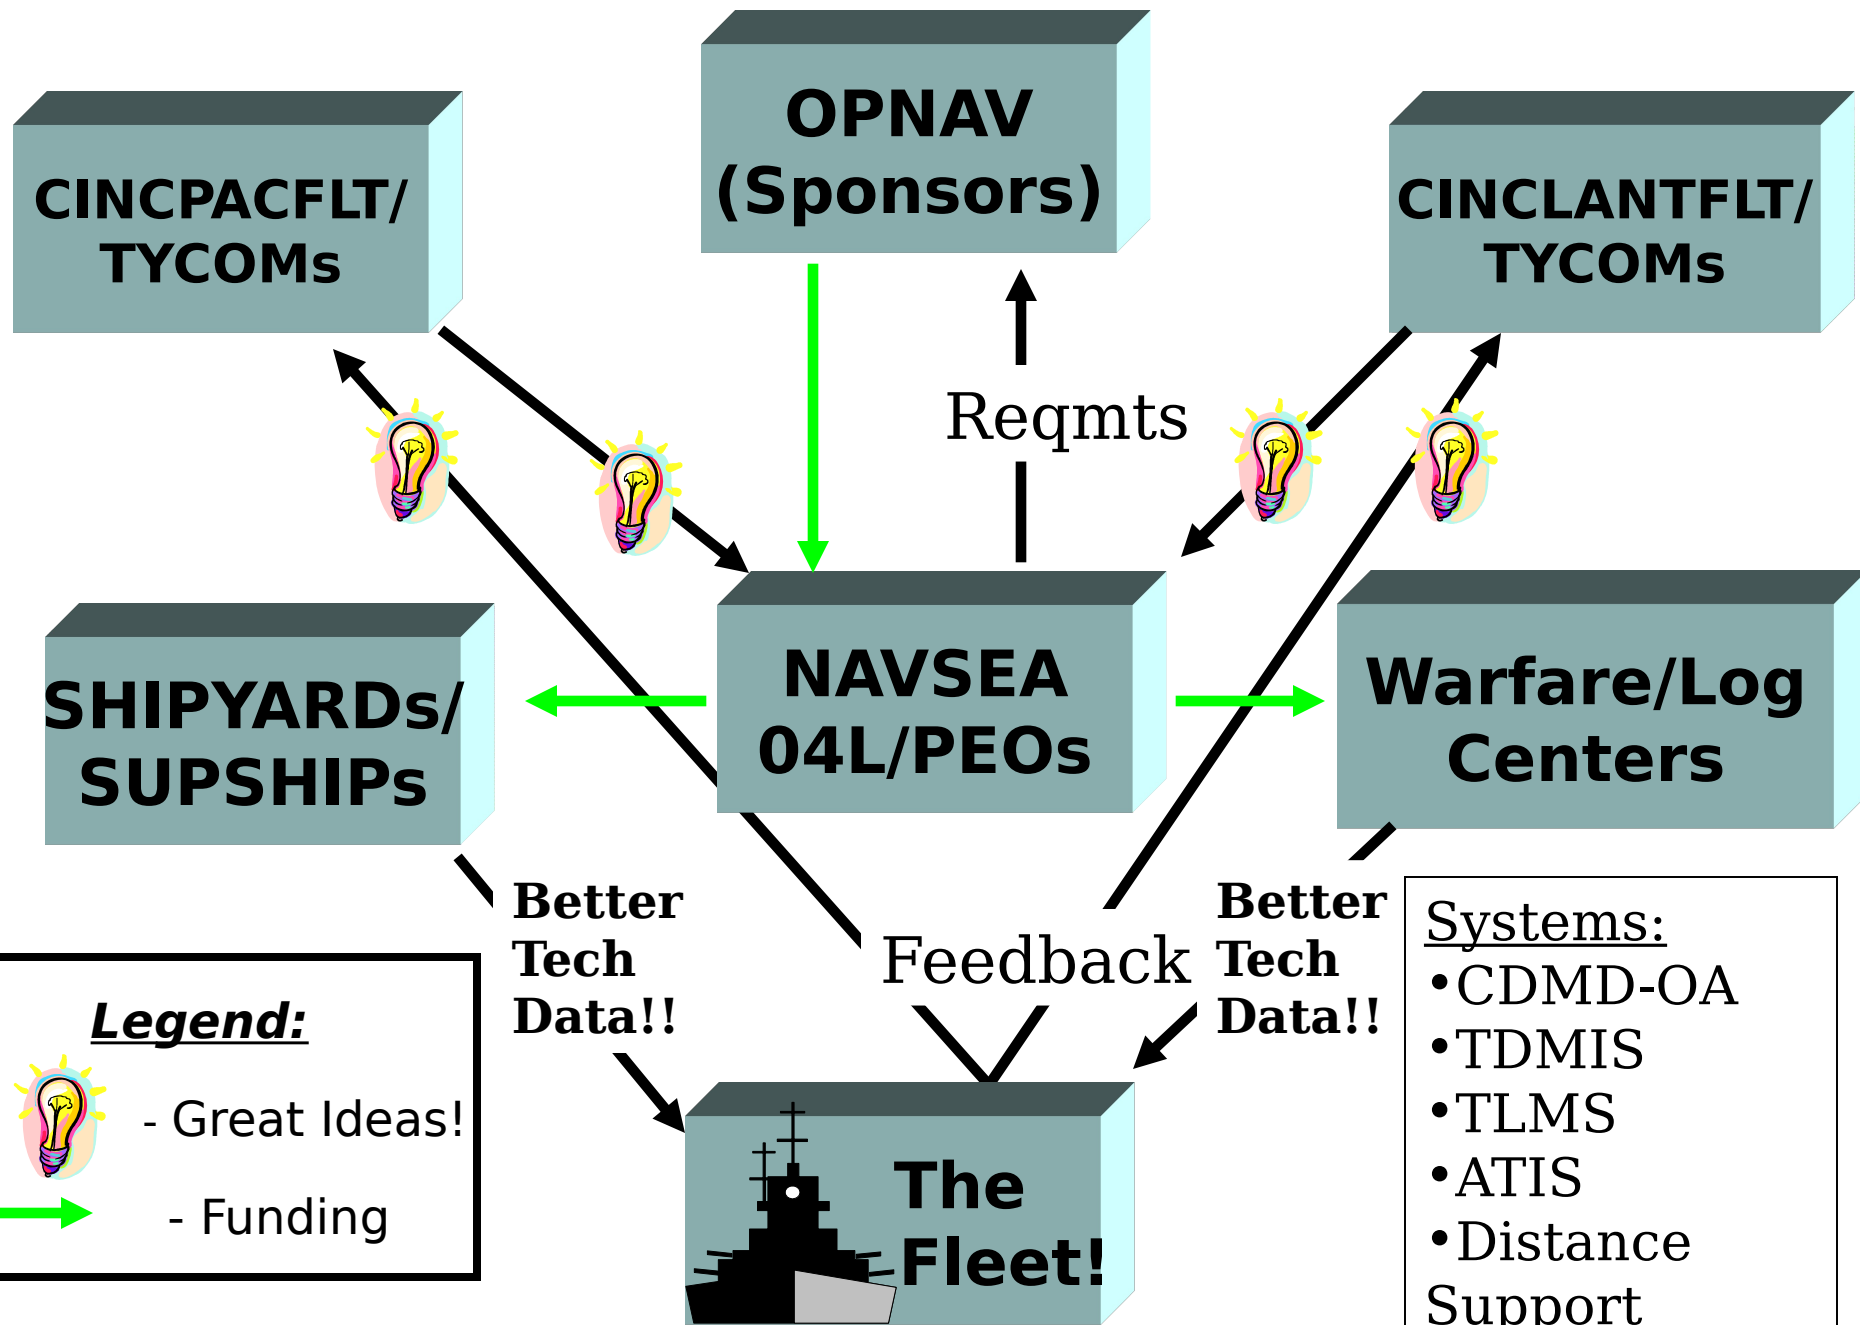 OPNAV
(Sponsors)
CINCPACFLT/
TYCOMs
CINCLANTFLT/
TYCOMs
Reqmts
SHIPYARDs/
SUPSHIPs
NAVSEA
04L/PEOs
Warfare/Log
Centers
Better
Tech
Data!!
Feedback
Better
Tech
Data!!
Legend:
- Great Ideas!
- Funding
The
Fleet!
Systems:
•CDMD-OA
•TDMIS
•TLMS
•ATIS
•Distance
Support